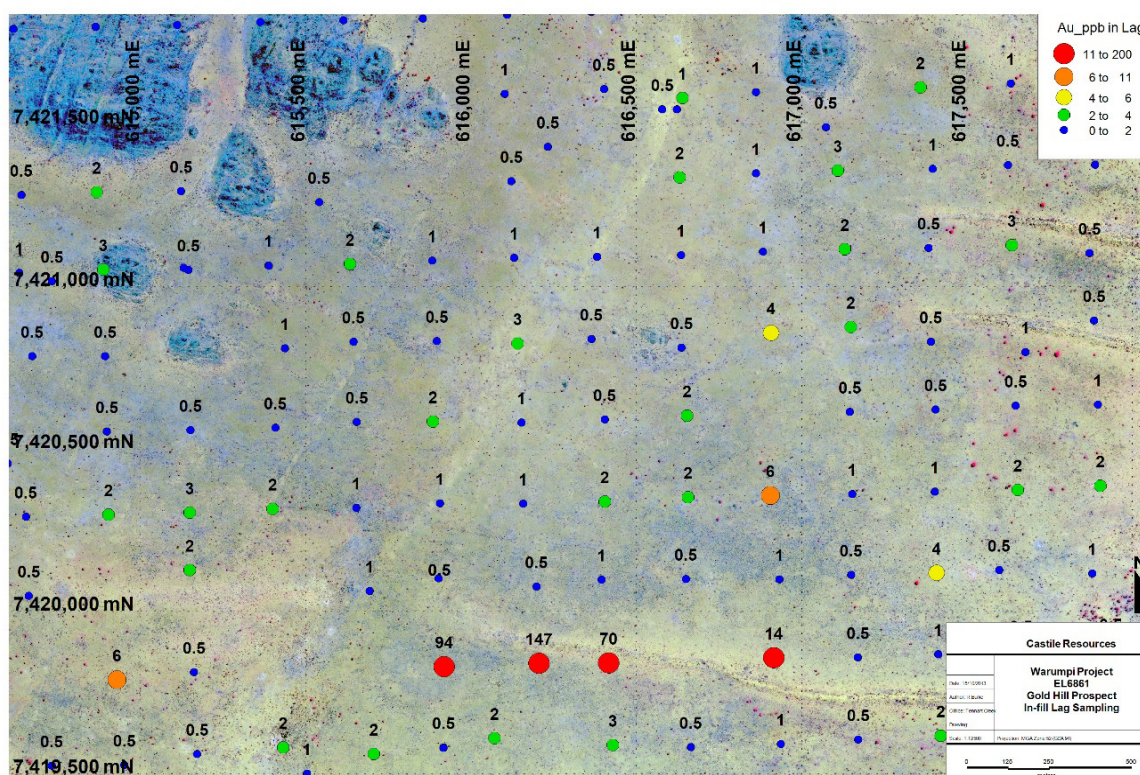 Au_ppb in Lag
11 to 200
6 to 11
4 to 6
2 to 4
0 to 2
615,500 mE
616,000 mE
616,500 mE
617,000 mE
617,500 mE
1 0.5 1 1 2 1
7,421,500 mN
0.5 0.5 0.5
0.5 2 0.5 0.5 0.5 2 1 3 1 0.5
1 0.5 3 0.5 1 2 1 1 1 1 1 2 0.5 3 0.5
7,421,000 mN
0.5 0.5 1 0.5 0.5 3 0.5 0.5 4 2 0.5 1 0.5
0.5 0.5 0.5 0.5 2 1 0.5 2 0.5 0.5 0.5 1
7,420,500 mN
0.5 2 3 2 1 1 1 2 2 6 1 1 2 2
0.5 2 1 0.5 0.5 1 0.5 1 0.5 4 0.5 1
7,420,000 mN
6 0.5 94 147 70 14 0.5 1
0.5 0.5 0.5 2 1 2 0.5 2 3 0.5 1 0.5 2
7,419,500 mN
N
Castile Resources
Warumpi Project
EL6861
Gold Hill Prospect
In-fill Lag Sampling
0 125 250 500